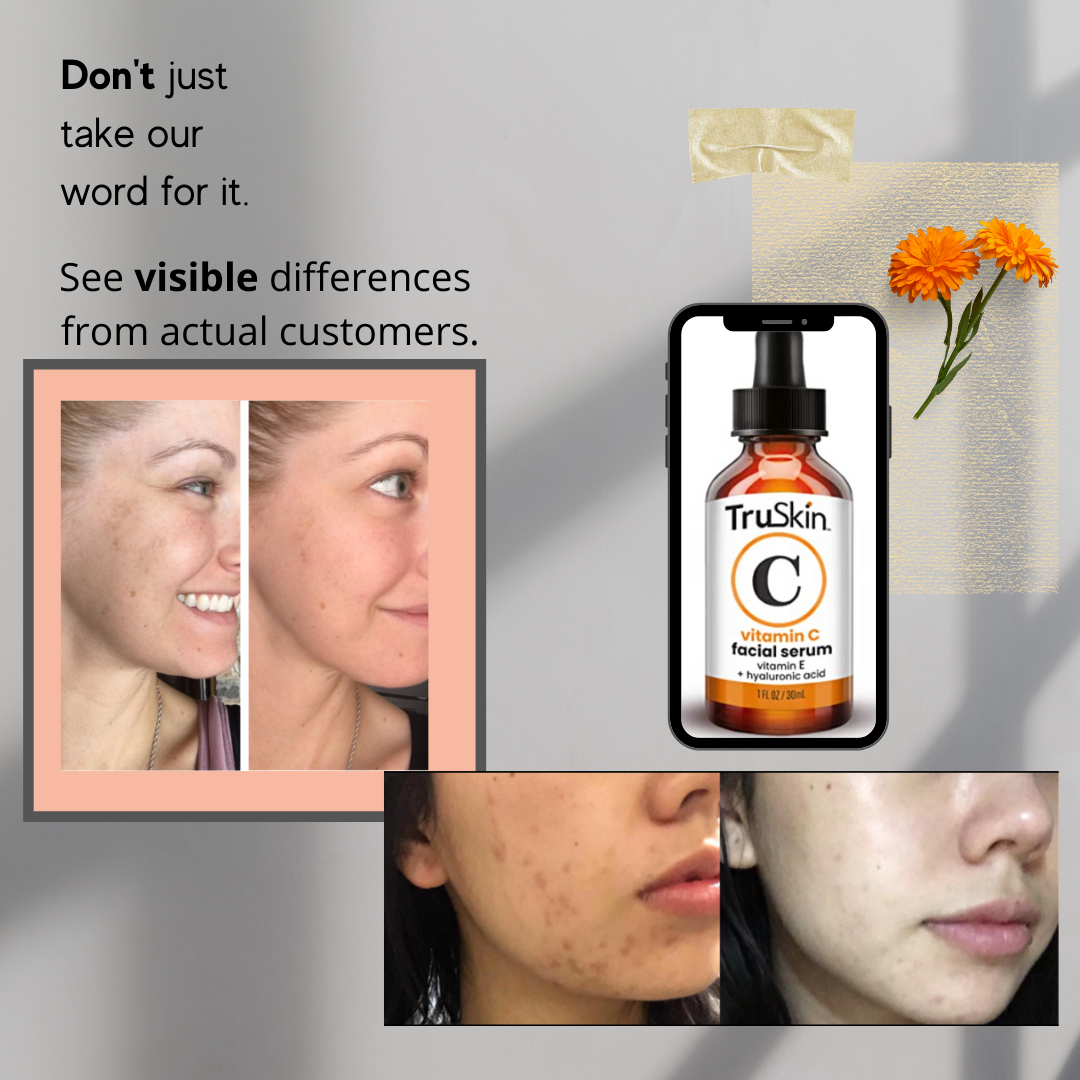 Don't just
take our
word for it.
See visible differences
from actual customers.
TruSkin™
C
vitamin C
facial serum
vitamin E
+ hyaluronic acid
1 FL OZ / 30mL